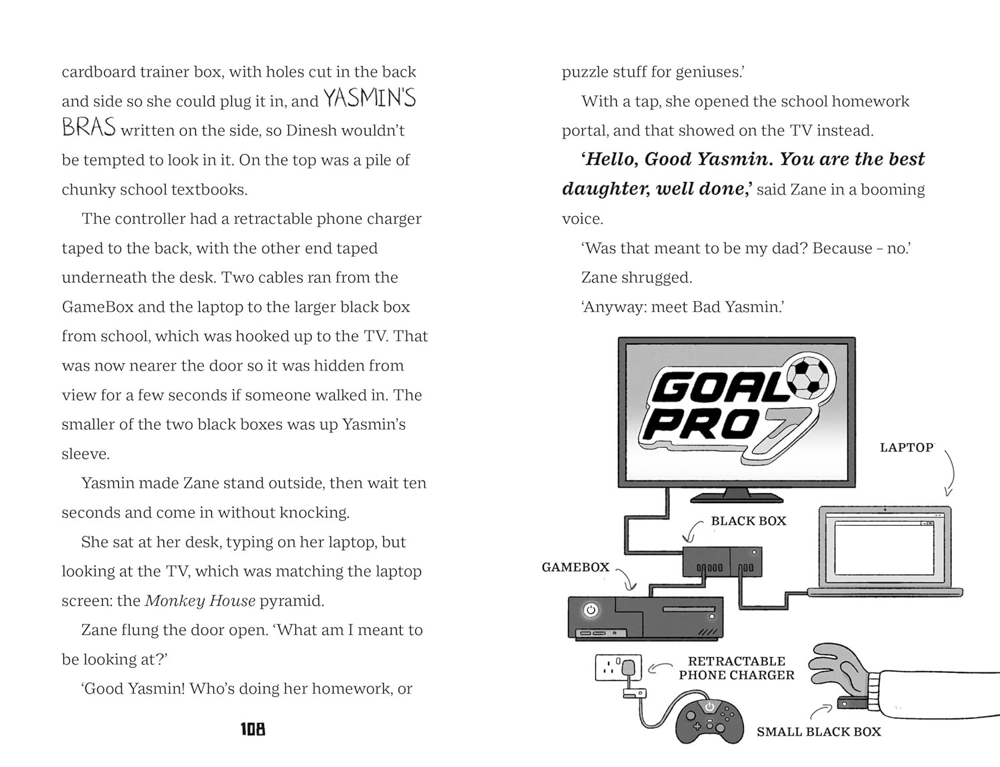 cardboard trainer box, with holes cut in the back
and side so she could plug it in, and YASMIN'S
BRAS written on the side, so Dinesh wouldn’t
be tempted to look in it. On the top was a pile of
chunky school textbooks.
The controller had a retractable phone charger
taped to the back, with the other end taped
underneath the desk. Two cables ran from the
GameBox and the laptop to the larger black box
from school, which was hooked up to the TV. That
was now nearer the door so it was hidden from
view for a few seconds if someone walked in. The
smaller of the two black boxes was up Yasmin’s
sleeve.
Yasmin made Zane stand outside, then wait ten
seconds and come in without knocking.
She sat at her desk, typing on her laptop, but
looking at the TV, which was matching the laptop
screen: the Monkey House pyramid.
Zane flung the door open. ‘What am I meant to
be looking at?’
‘Good Yasmin! Who’s doing her homework, or
108
puzzle stuff for geniuses.’
With a tap, she opened the school homework
portal, and that showed on the TV instead.
‘Hello, Good Yasmin. You are the best
daughter, well done,’ said Zane in a booming
voice.
‘Was that meant to be my dad? Because – no.’
Zane shrugged.
‘Anyway: meet Bad Yasmin.’
GOAL
PRO 7
LAPTOP
BLACK BOX
GAMEBOX
RETRACTABLE
PHONE CHARGER
SMALL BLACK BOX